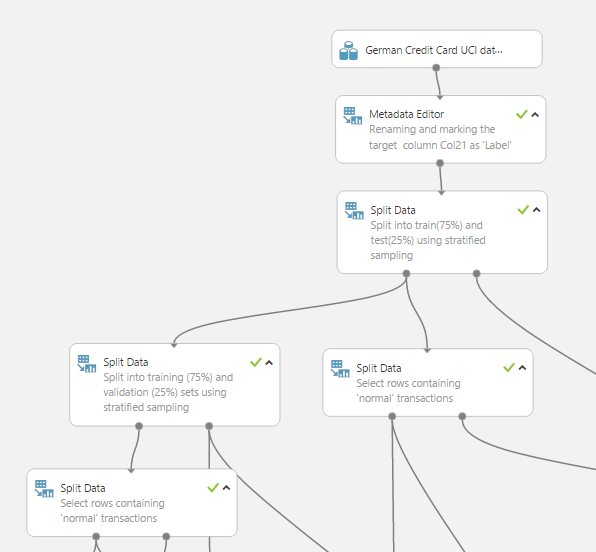 German Credit Card UCI dat...
Metadata Editor
Renaming and marking the
target column Col21 as 'Label'
Split Data
Split into train(75%) and
test(25%) using stratified
sampling
Split Data
Split into training (75%) and
validation (25%) sets using
stratified sampling
Split Data
Select rows containing
'normal' transactions
Split Data
Select rows containing
'normal' transactions